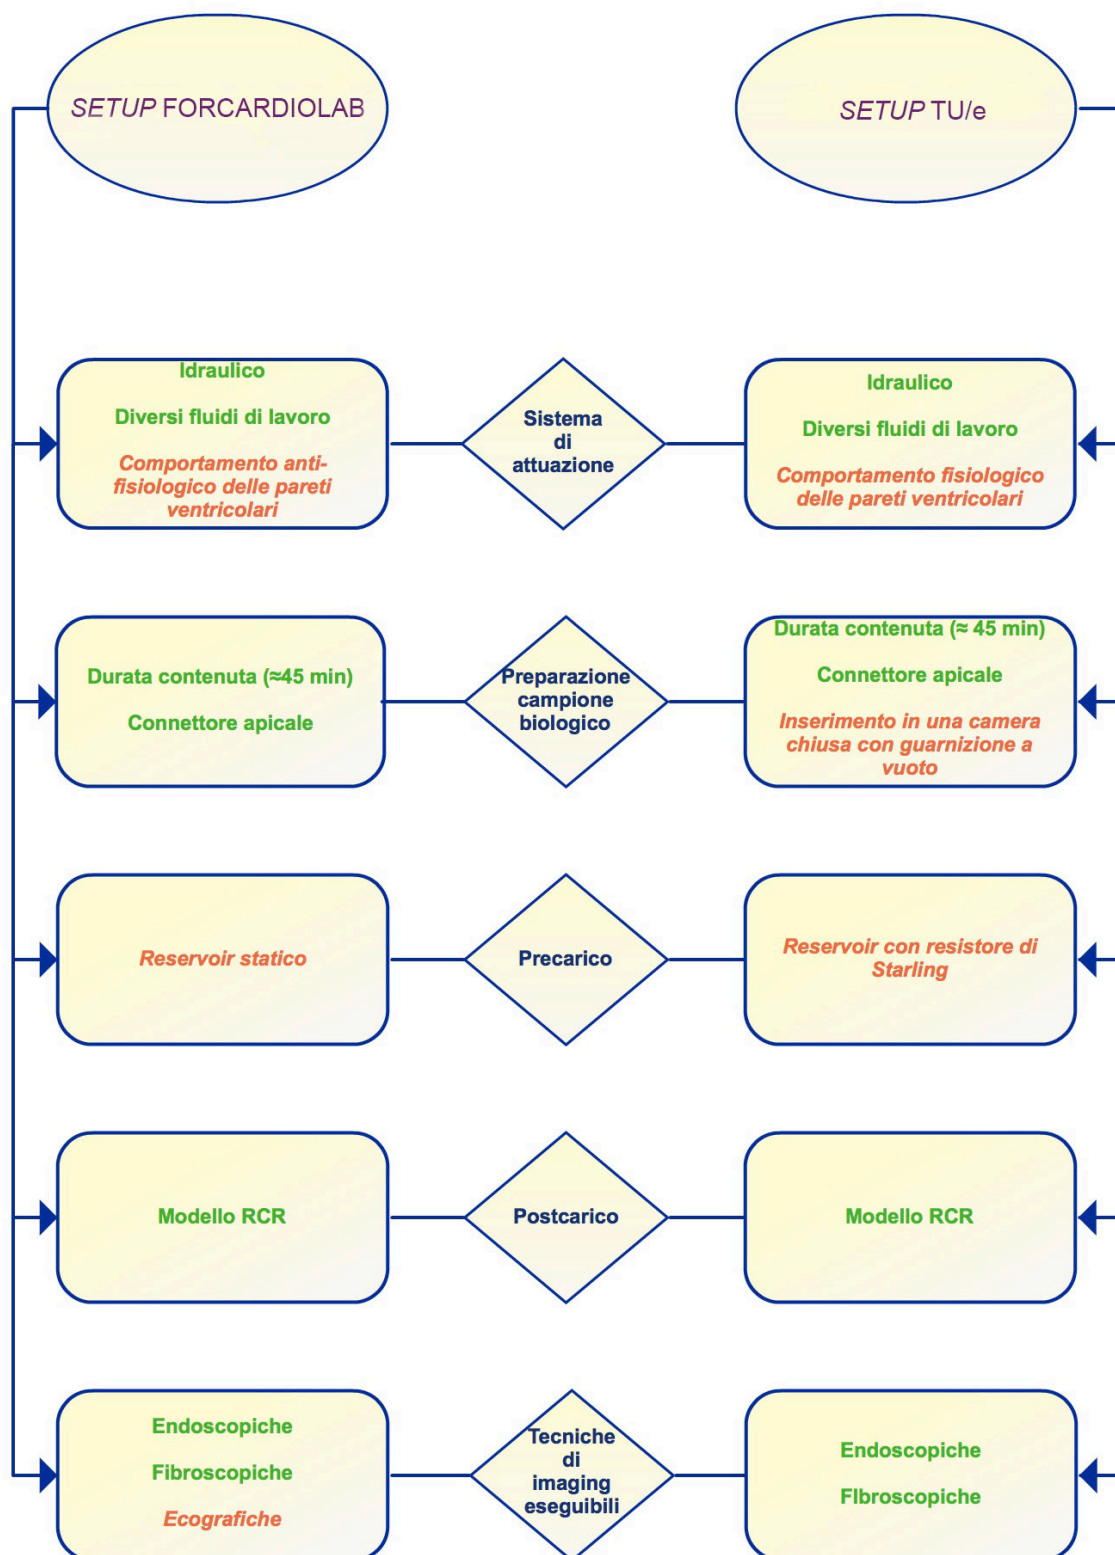 SETUP FORCARDIOLAB
SETUP TU/e
Idraulico
Diversi fluidi di lavoro
Comportamento anti-
fisiologico delle pareti
ventricolari
Sistema
di
attuazione
Idraulico
Diversi fluidi di lavoro
Comportamento fisiologico
delle pareti ventricolari
Durata contenuta (≈45 min)
Connettore apicale
Preparazione
campione
biologico
Durata contenuta (≈ 45 min)
Connettore apicale
Inserimento in una camera
chiusa con guarnizione a
vuoto
Reservoir statico
Precarico
Reservoir con resistore di
Starling
Modello RCR
Postcarico
Modello RCR
Endoscopiche
Fibroscopiche
Ecografiche
Tecniche
di
imaging
eseguibili
Endoscopiche
FIbroscopiche